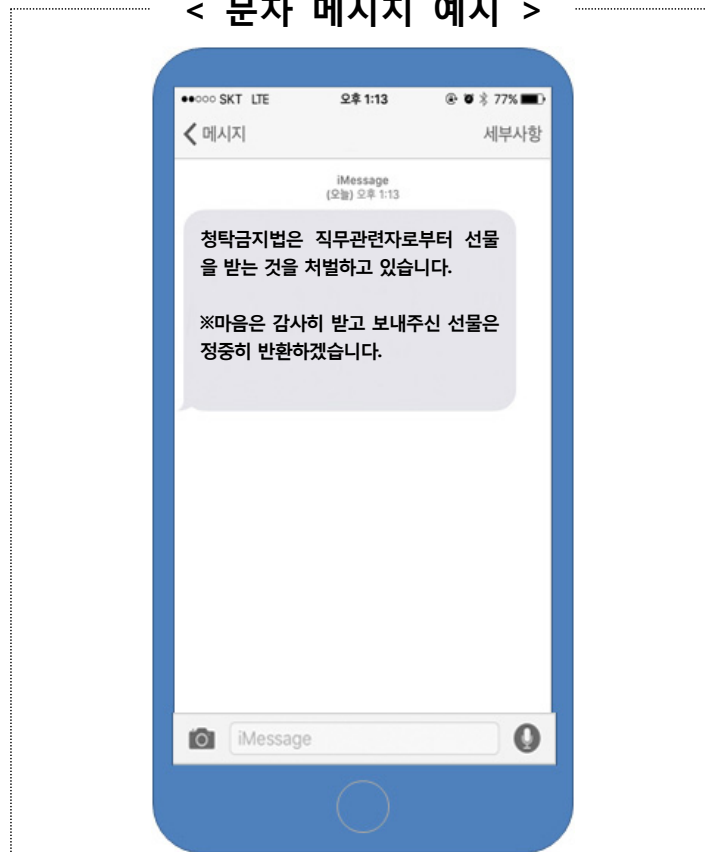 < 문자 메시지 예시 >
●●○○○ SKT LTE 오후 1:13 77%
메시지 세부사항
iMessage
(오늘) 오후 1:13
청탁금지법은 직무관련자로부터 선물
을 받는 것을 처벌하고 있습니다.
※마음은 감사히 받고 보내주신 선물은
정중히 반환하겠습니다.
iMessage